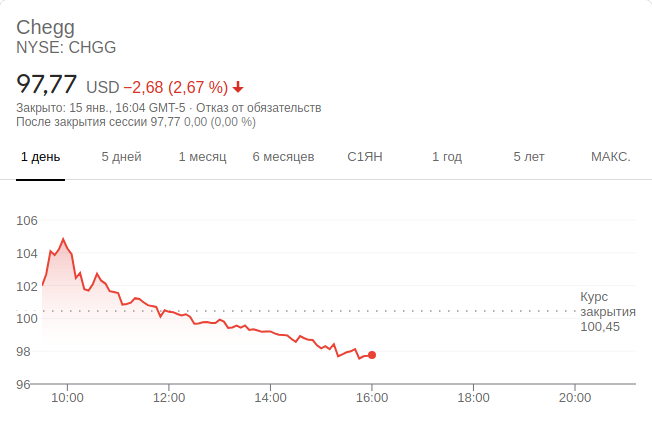 Chegg
NYSE: CHGG
97,77 USD −2,68 (2,67 %)
Закрыто: 15 янв., 16:04 GMT-5 · Отказ от обязательств
После закрытия сессии 97,77 0,00 (0,00 %)
1 день 5 дней 1 месяц 6 месяцев С1ЯН 1 год 5 лет МАКС.
106
104
102
100
98
96
Курс
закрытия
100,45
10:00 12:00 14:00 16:00 18:00 20:00